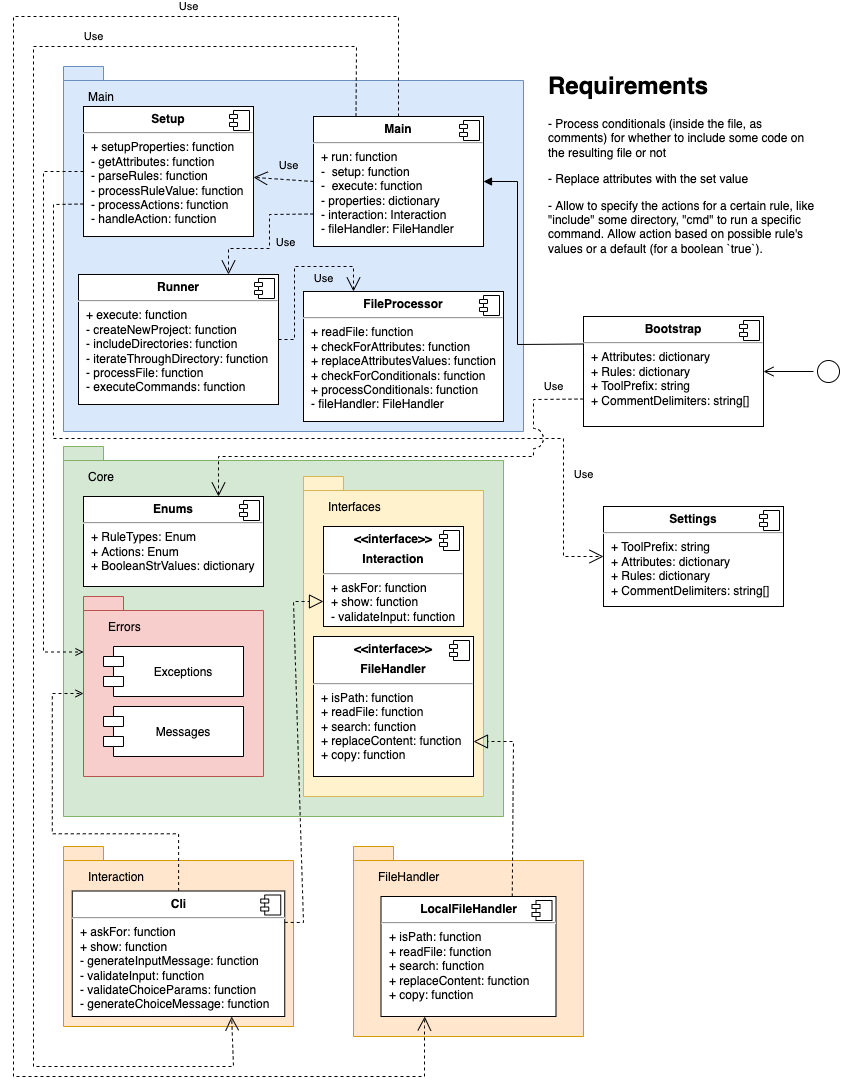 Use
Use
Main
Setup
+ setupProperties: function
- getAttributes: function
- parseRules: function
- processRuleValue: function
- processActions: function
- handleAction: function
Use
Main
+ run: function
- setup: function
- execute: function
- properties: dictionary
- interaction: Interaction
- fileHandler: FileHandler
Use
Runner
+ execute: function
- createNewProject: function
- includeDirectories: function
- iterateThroughDirectory: function
- processFile: function
- executeCommands: function
Use
FileProcessor
+ readFile: function
+ checkForAttributes: function
+ replaceAttributesValues: function
+ checkForConditionals: function
+ processConditionals: function
- fileHandler: FileHandler
Requirements
- Process conditionals (inside the file, as
comments) for whether to include some code on
the resulting file or not
- Replace attributes with the set value
- Allow to specify the actions for a certain rule, like
"include" some directory, "cmd" to run a specific
command. Allow action based on possible rule's
values or a default (for a boolean `true`).
Bootstrap
+ Attributes: dictionary
+ Rules: dictionary
+ ToolPrefix: string
+ CommentDelimiters: string[]
Use
Use
Settings
+ ToolPrefix: string
+ Attributes: dictionary
+ Rules: dictionary
+ CommentDelimiters: string[]
Core
Enums
+ RuleTypes: Enum
+ Actions: Enum
+ BooleanStrValues: dictionary
Errors
Exceptions
Messages
Interfaces
<<interface>>
Interaction
+ askFor: function
+ show: function
- validateInput: function
<<interface>>
FileHandler
+ isPath: function
+ readFile: function
+ search: function
+ replaceContent: function
+ copy: function
Interaction
Cli
+ askFor: function
+ show: function
- generateInputMessage: function
- validateInput: function
- validateChoiceParams: function
- generateChoiceMessage: function
FileHandler
LocalFileHandler
+ isPath: function
+ readFile: function
+ search: function
+ replaceContent: function
+ copy: function